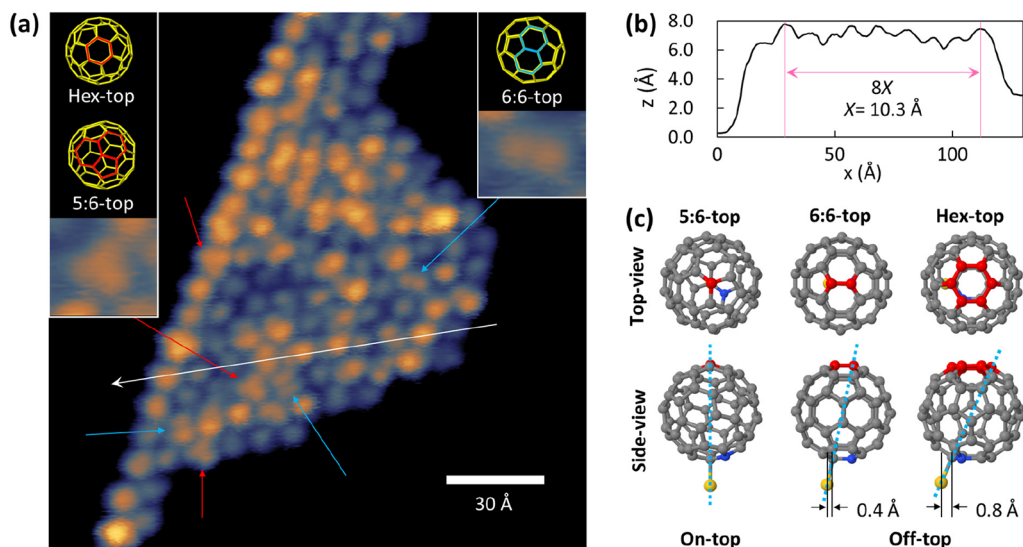 (a)
Hex-top
5:6-top
6:6-top
30 Å
(b)
z (Å)
8.0
6.0
4.0
2.0
0.0
8X
X= 10.3 Å
0
50
100
x (Å)
(c)
5:6-top
6:6-top
Hex-top
Top-view
Side-view
0.4 Å
0.8 Å
On-top
Off-top